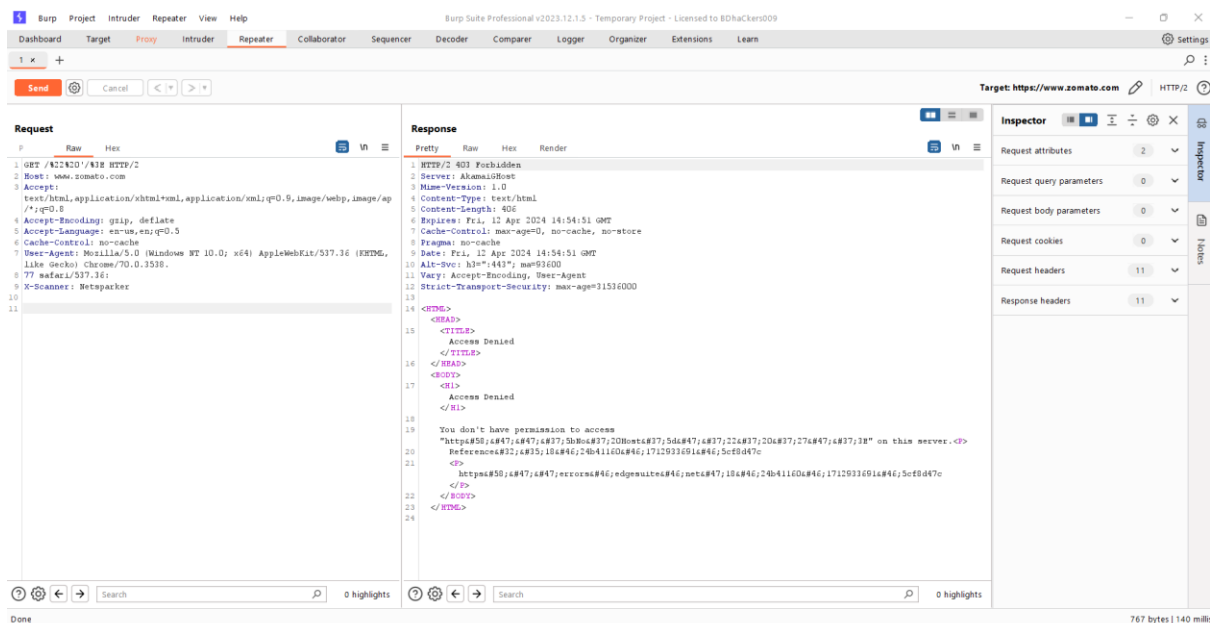 Burp Project Intruder Repeater View Help
Burp Suite Professional v2023.12.1.5 - Temporary Project - Licensed to BDhaCkers009
Dashboard Target Proxy Intruder Repeater Collaborator Sequencer Decoder Comparer Logger Organizer Extensions Learn
Settings
1 × +
Send Cancel < >
Target: https://www.zomato.com HTTP/2
Request
P Raw Hex \n
1 GET /%22%20'/%3E HTTP/2
2 Host: www.zomato.com
3 Accept:
text/html,application/xhtml+xml,application/xml;q=0.9,image/webp,image/ap
/*;q=0.8
4 Accept-Encoding: gzip, deflate
5 Accept-Language: en-us,en;q=0.5
6 Cache-Control: no-cache
7 User-Agent: Mozilla/5.0 (Windows NT 10.0; x64) AppleWebKit/537.36 (KHTML,
like Gecko) Chrome/70.0.3538.
8 77 safari/537.36:
9 X-Scanner: Netsparker
10
11
Search 0 highlights
Response
Pretty Raw Hex Render \n
1 HTTP/2 403 Forbidden
2 Server: AkamaiGHost
3 Mime-Version: 1.0
4 Content-Type: text/html
5 Content-Length: 406
6 Expires: Fri, 12 Apr 2024 14:54:51 GMT
7 Cache-Control: max-age=0, no-cache, no-store
8 Pragma: no-cache
9 Date: Fri, 12 Apr 2024 14:54:51 GMT
10 Alt-Svc: h3=":443"; ma=93600
11 Vary: Accept-Encoding, User-Agent
12 Strict-Transport-Security: max-age=31536000
13
14 <HTML>
<HEAD>
15 <TITLE>
Access Denied
</TITLE>
16 </HEAD>
<BODY>
17 <H1>
Access Denied
</H1>
18
19 You don't have permission to access
"http&#58;&#47;&#47;&#37;5bNo&#37;20Host&#37;5d&#47;&#37;22&#37;20&#37;27&#47;&#37;3E" on this server.<P>
20 Reference&#32;&#35;18&#46;24b41160&#46;1712933691&#46;5cf8d47c
21 <P>
https&#58;&#47;&#47;errors&#46;edgesuite&#46;net&#47;18&#46;24b41160&#46;1712933691&#46;5cf8d47c
</P>
22 </BODY>
23 </HTML>
24
Search 0 highlights
Inspector
Request attributes 2
Request query parameters 0
Request body parameters 0
Request cookies 0
Request headers 11
Response headers 11
Inspector
Notes
Done
767 bytes | 140 millis